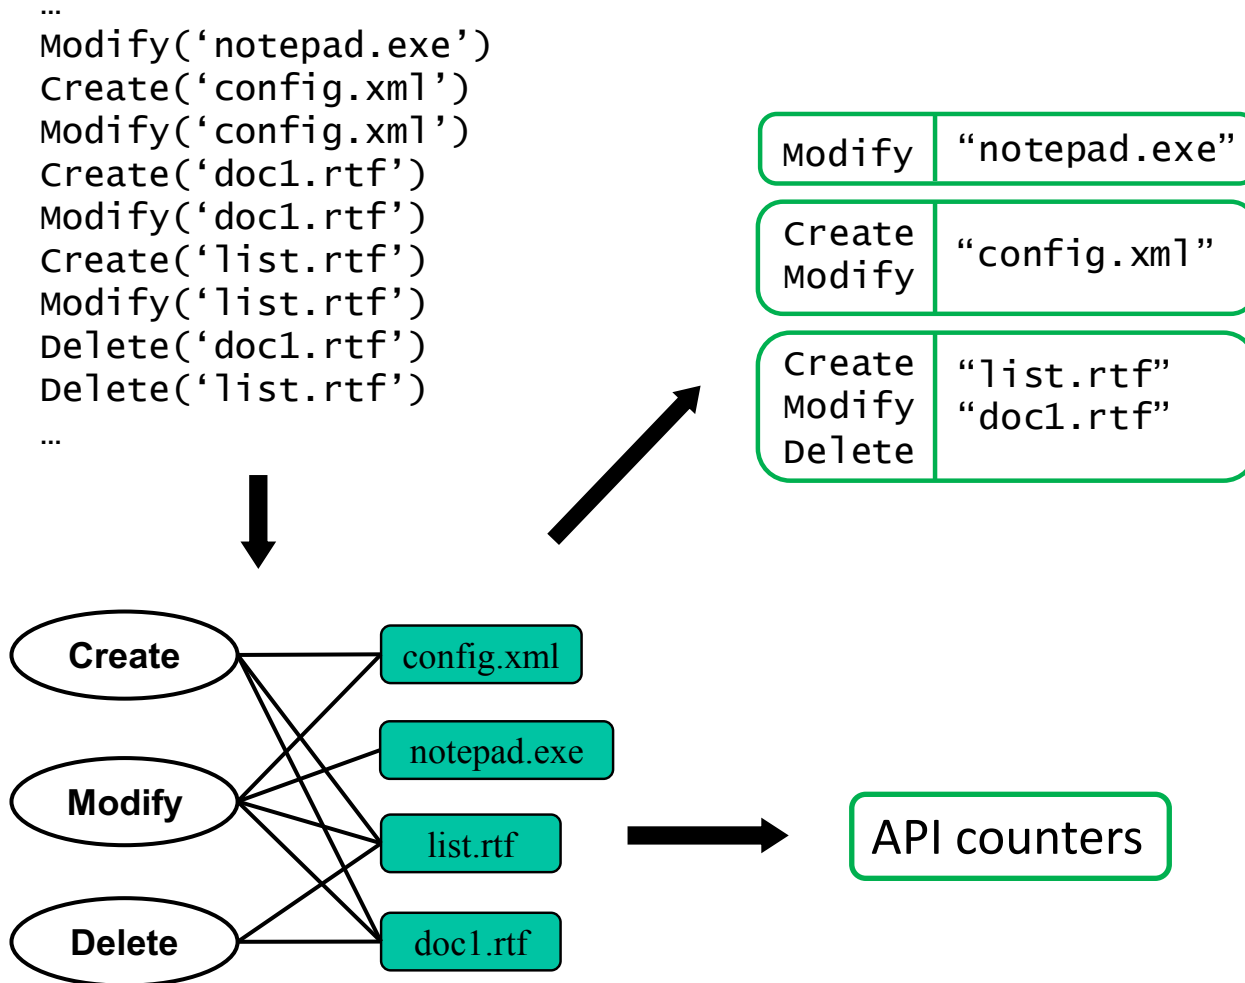 …
Modify(‘notepad.exe’)
Create(‘config.xml’)
Modify(‘config.xml’)
Create(‘doc1.rtf’)
Modify(‘doc1.rtf’)
Create(‘list.rtf’)
Modify(‘list.rtf’)
Delete(‘doc1.rtf’)
Delete(‘list.rtf’)
…
Modify “notepad.exe”
Create
Modify
“config.xml”
Create
Modify
Delete
“list.rtf”
“doc1.rtf”
Create
Modify
Delete
config.xml
notepad.exe
list.rtf
doc1.rtf
API counters